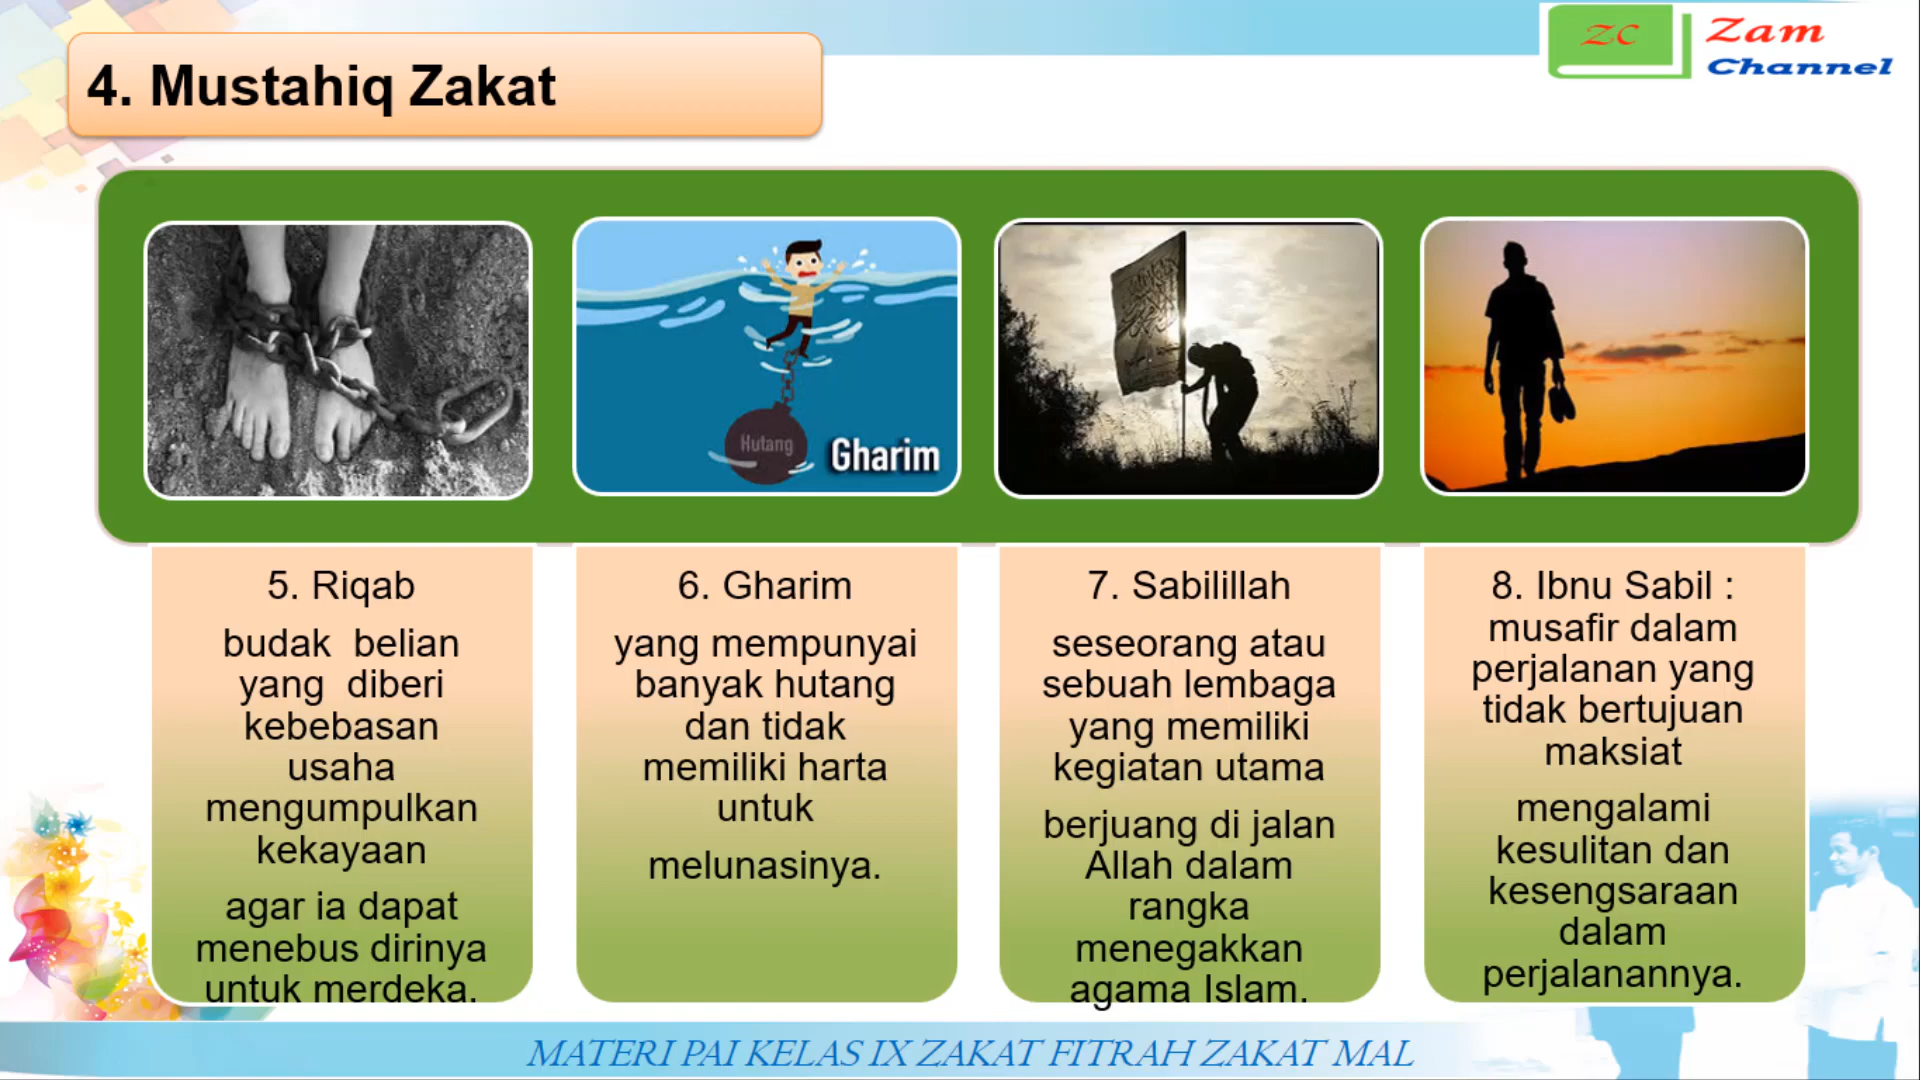 4. Mustahiq Zakat
ZC
Zam
Channel
Hutang
Gharim
5. Riqab
budak belian
yang diberi
kebebasan
usaha
mengumpulkan
kekayaan
agar ia dapat
menebus dirinya
untuk merdeka.
6. Gharim
yang mempunyai
banyak hutang
dan tidak
memiliki harta
untuk
melunasinya.
7. Sabilillah
seseorang atau
sebuah lembaga
yang memiliki
kegiatan utama
berjuang di jalan
Allah dalam
rangka
menegakkan
agama Islam.
8. Ibnu Sabil :
musafir dalam
perjalanan yang
tidak bertujuan
maksiat
mengalami
kesulitan dan
kesengsaraan
dalam
perjalanannya.
MATERI PAI KELAS IX ZAKAT FITRAH ZAKAT MAL